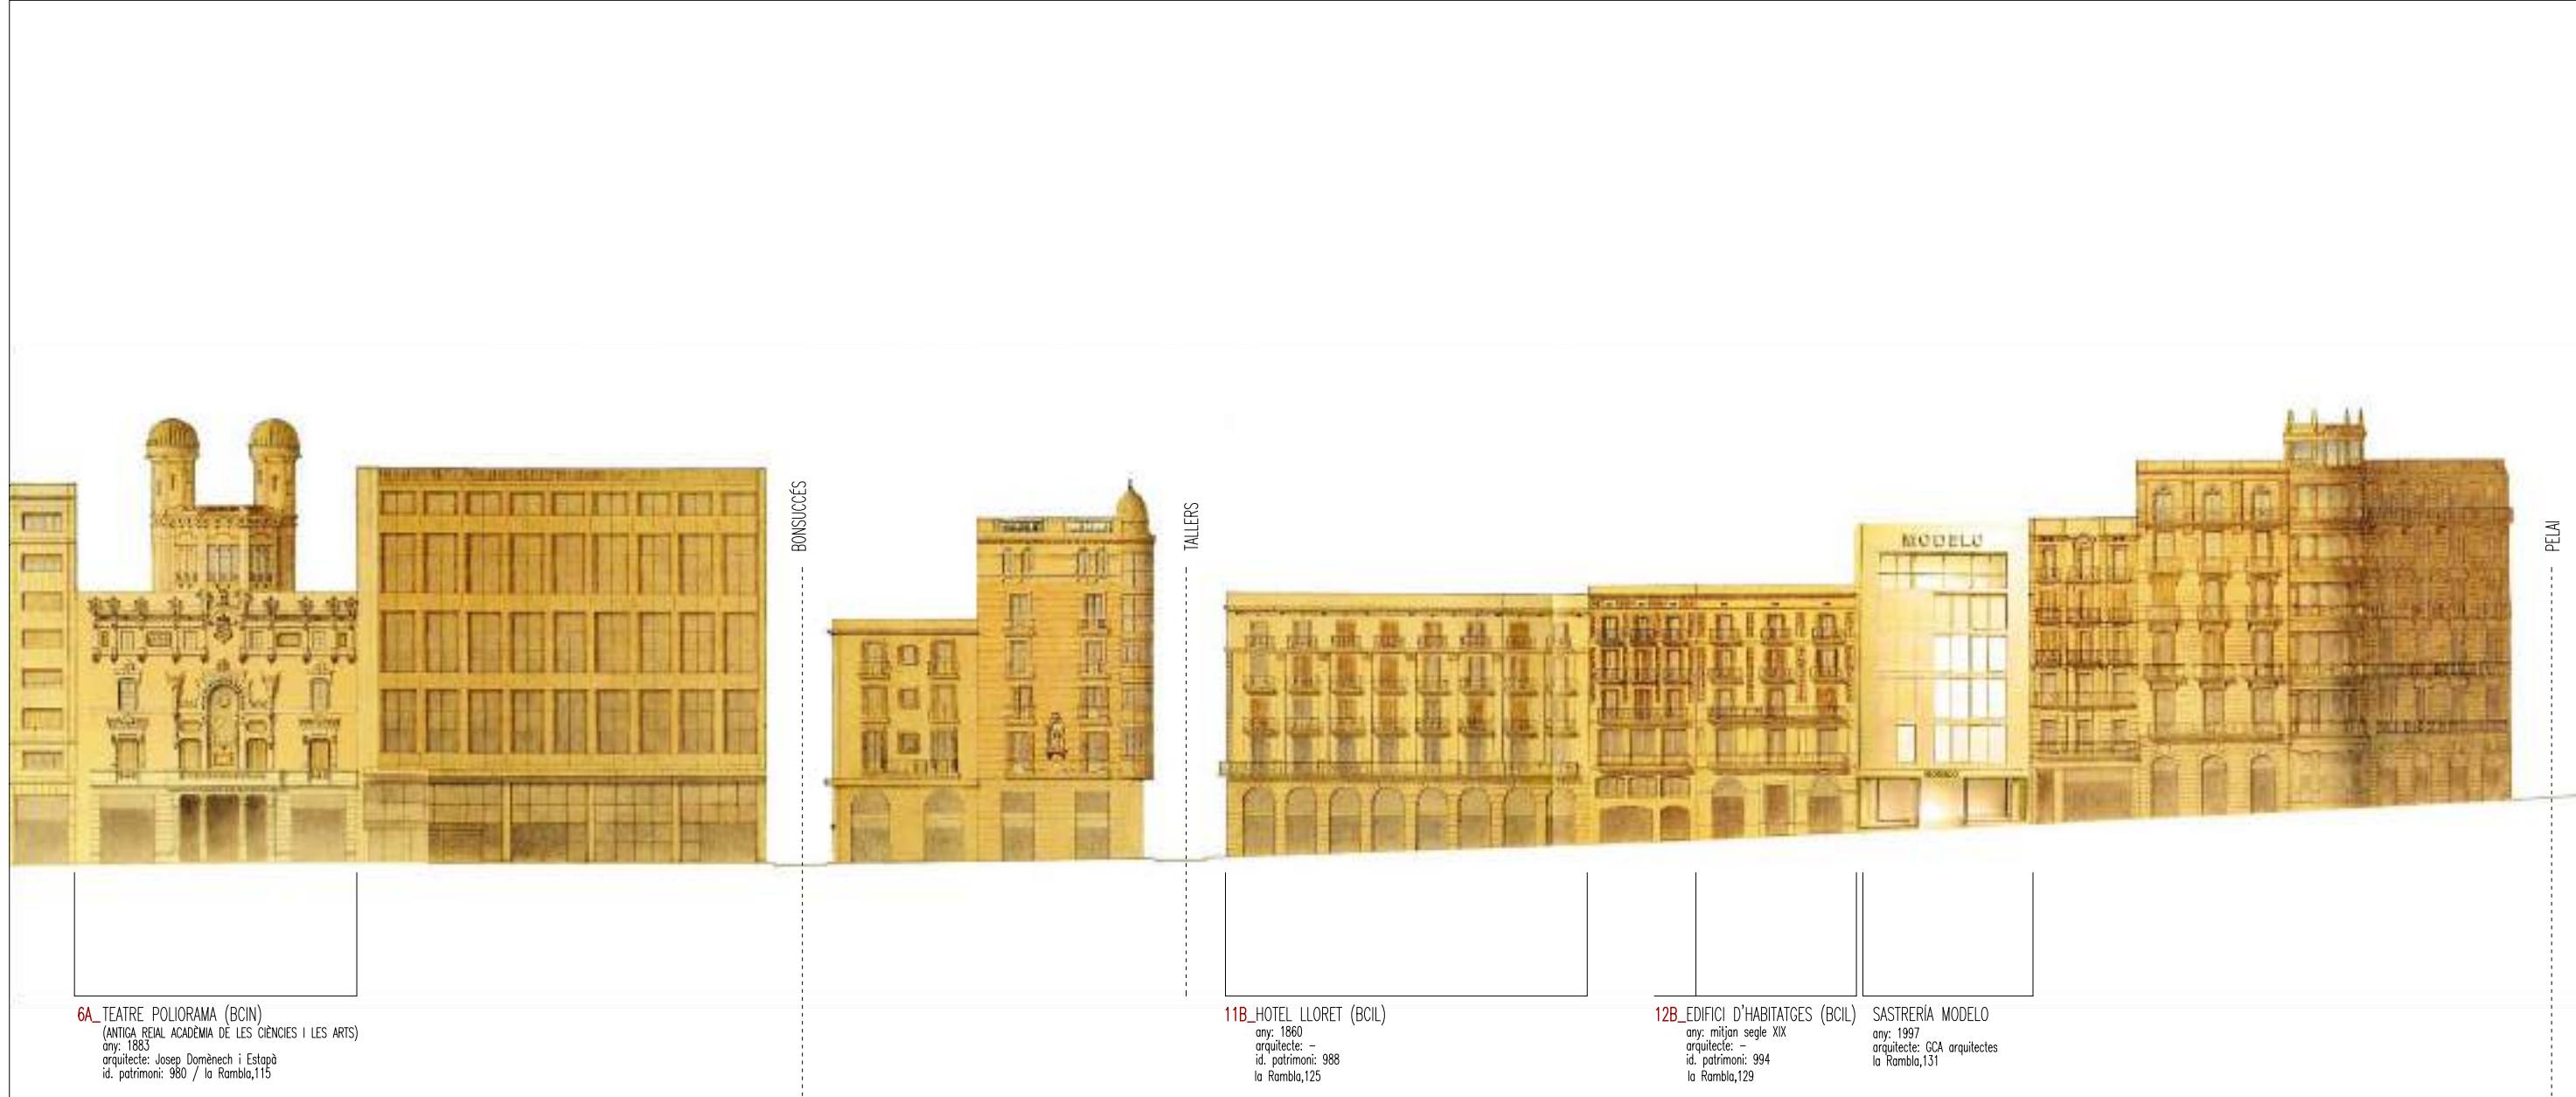 BONSUCCÉS
TALLERS
PELAI
MODELO
MODELO
6A_TEATRE POLIORAMA (BCIN)
(ANTIGA REIAL ACADÈMIA DE LES CIÈNCIES I LES ARTS)
any: 1883
arquitecte: Josep Domènech i Estapà
id. patrimoni: 980 / la Rambla,115
11B_HOTEL LLORET (BCIL)
any: 1860
arquitecte: –
id. patrimoni: 988
la Rambla,125
12B_EDIFICI D'HABITATGES (BCIL)
any: mitjan segle XIX
arquitecte: –
id. patrimoni: 994
la Rambla,129
SASTRERÍA MODELO
any: 1997
arquitecte: GCA arquitectes
la Rambla,131